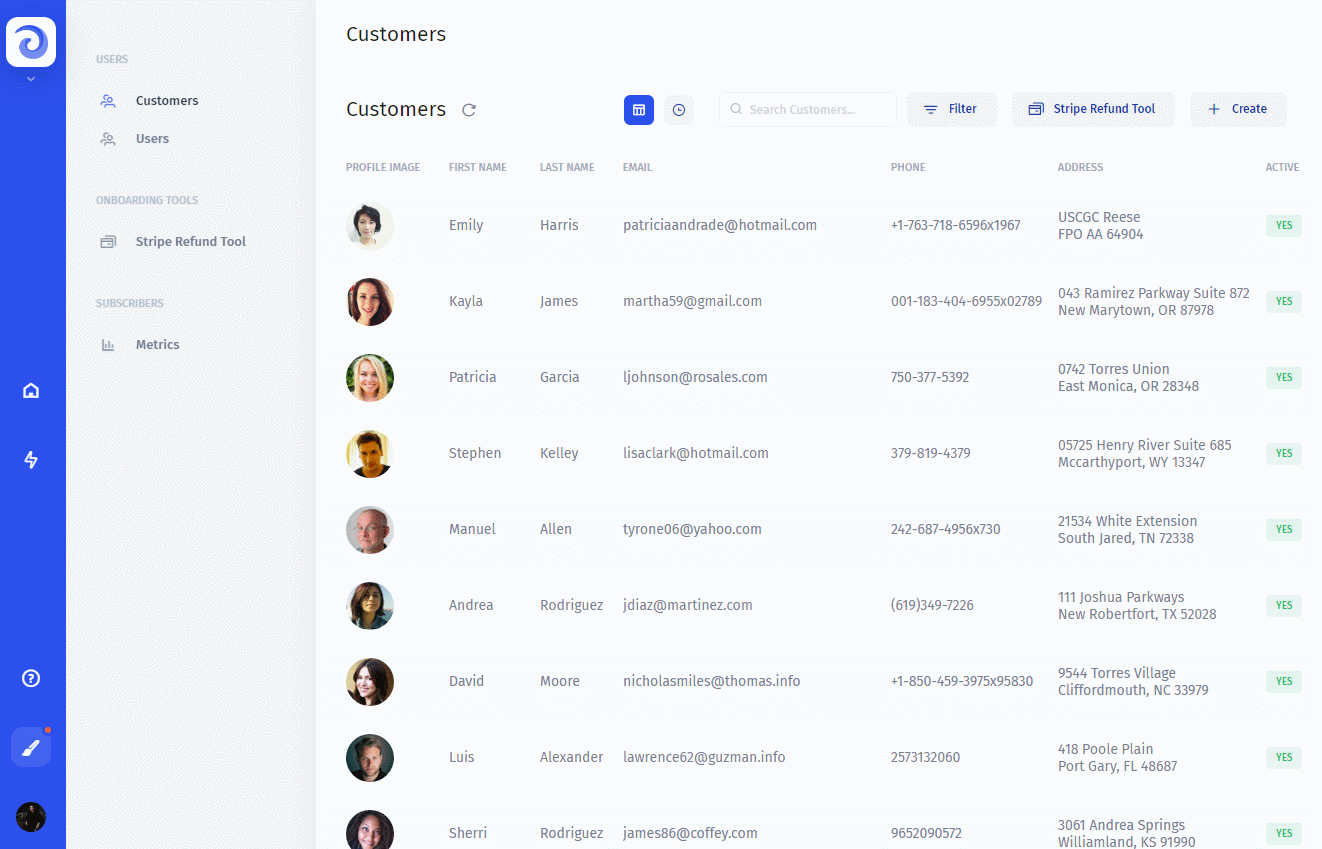 Customers
USERS
Customers
Users
ONBOARDING TOOLS
Stripe Refund Tool
SUBSCRIBERS
Metrics
Customers
Search Customers...
Filter
Stripe Refund Tool
Create
PROFILE IMAGE FIRST NAME LAST NAME EMAIL PHONE ADDRESS ACTIVE
Emily Harris patriciaandrade@hotmail.com +1-763-718-6596x1967 USCGC Reese
FPO AA 64904
YES
Kayla James martha59@gmail.com 001-183-404-6955x02789 043 Ramirez Parkway Suite 872
New Marytown, OR 87978
YES
Patricia Garcia ljohnson@rosales.com 750-377-5392 0742 Torres Union
East Monica, OR 28348
YES
Stephen Kelley lisaclark@hotmail.com 379-819-4379 05725 Henry River Suite 685
Mccarthyport, WY 13347
YES
Manuel Allen tyrone06@yahoo.com 242-687-4956x730 21534 White Extension
South Jared, TN 72338
YES
Andrea Rodriguez jdiaz@martinez.com (619)349-7226 111 Joshua Parkways
New Robertfort, TX 52028
YES
David Moore nicholasmiles@thomas.info +1-850-459-3975x95830 9544 Torres Village
Cliffordmouth, NC 33979
YES
Luis Alexander lawrence62@guzman.info 2573132060 418 Poole Plain
Port Gary, FL 48687
YES
Sherri Rodriguez james86@coffey.com 9652090572 3061 Andrea Springs
Williamland, KS 91990
YES